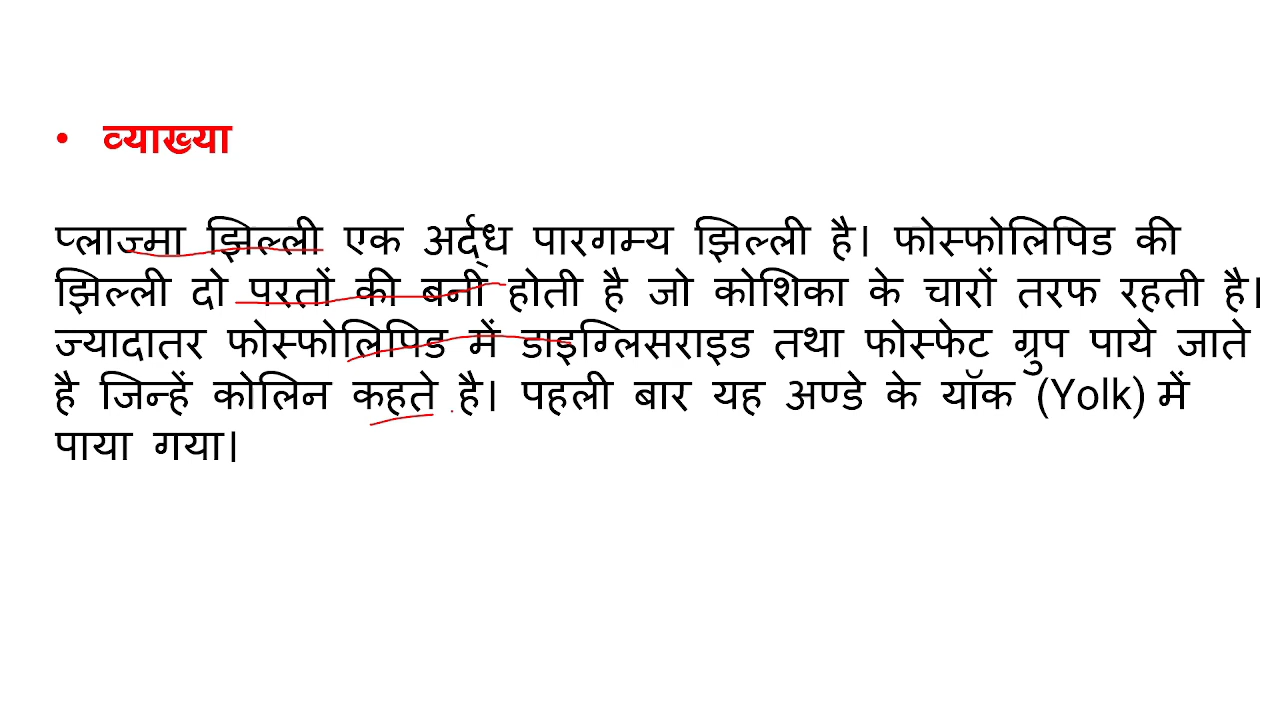 • व्याख्या
प्लाज्मा झिल्ली एक अर्द्ध पारगम्य झिल्ली है। फोस्फोलिपिड की
झिल्ली दो परतों की बनी होती है जो कोशिका के चारों तरफ रहती है।
ज्यादातर फोस्फोलिपिड में डाइग्लिसराइड तथा फोस्फेट ग्रुप पाये जाते
है जिन्हें कोलिन कहते है। पहली बार यह अण्डे के यॉक (Yolk) में
पाया गया।